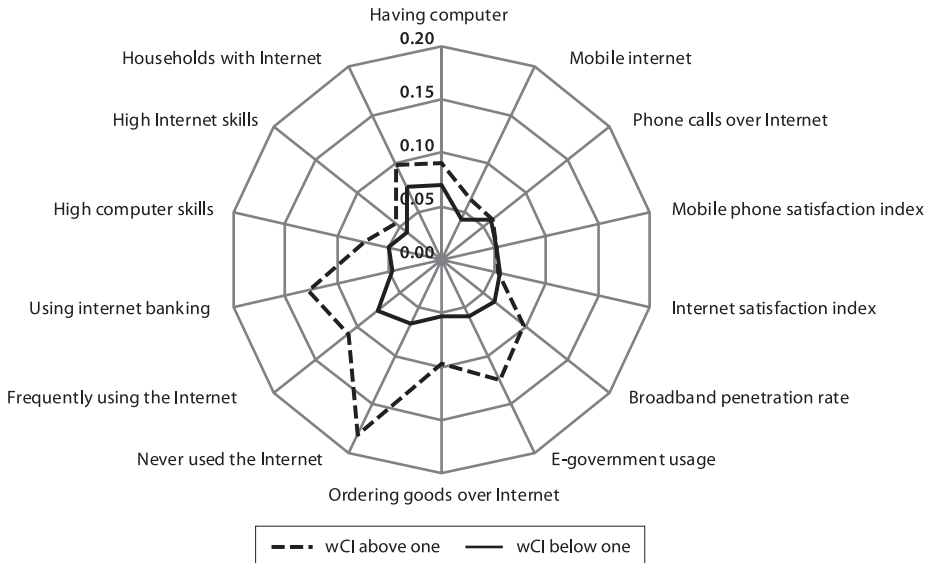 Having computer
0.20
Households with Internet
Mobile internet
0.15
High Internet skills
Phone calls over Internet
0.10
High computer skills
0.05
Mobile phone satisfaction index
0.00
Using internet banking
Internet satisfaction index
Frequently using the Internet
Broadband penetration rate
Never used the Internet
E-government usage
Ordering goods over Internet
wCI above one
wCI below one